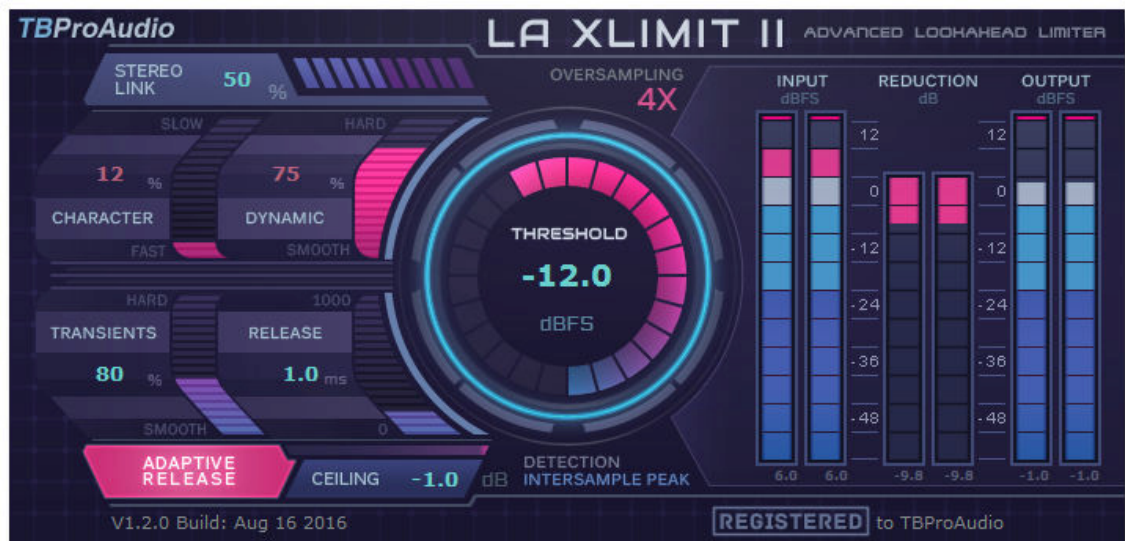 TBProAudio
LA XLIMIT II ADVANCED LOOKAHEAD LIMITER
STEREO
LINK
50 %
OVERSAMPLING
4X
SLOW
HARD
12 %
75 %
CHARACTER
DYNAMIC
FAST
SMOOTH
HARD
1000
TRANSIENTS
RELEASE
80 %
1.0 ms
SMOOTH
0
ADAPTIVE
RELEASE
CEILING -1.0 dB
THRESHOLD
-12.0
dBFS
DETECTION
INTERSAMPLE PEAK
INPUT
dBFS
REDUCTION
dB
OUTPUT
dBFS
12 12
0 0
-12 -12
-24 -24
-36 -36
-48 -48
6.0 6.0 -9.8 -9.8 -1.0 -1.0
V1.2.0 Build: Aug 16 2016
REGISTERED to TBProAudio